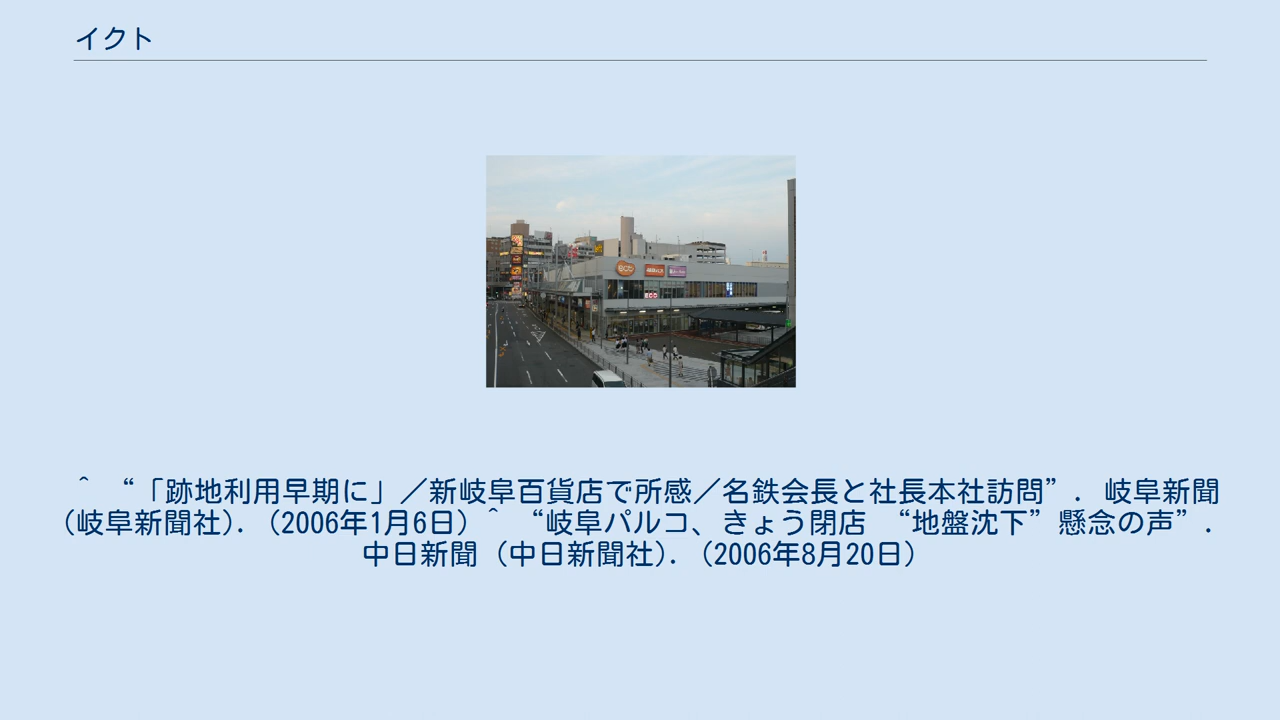 イクト
ect
ECO
＾ “「跡地利用早期に」／新岐阜百貨店で所感／名鉄会長と社長本社訪問”. 岐阜新聞
（岐阜新聞社）. （2006年1月6日）＾ “岐阜パルコ、きょう閉店 “地盤沈下”懸念の声”.
中日新聞（中日新聞社）. （2006年8月20日）